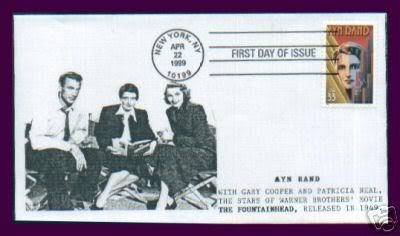 NEW YORK, NY
APR
22
1999
10199
FIRST DAY OF ISSUE
AYN RAND
33
AYN RAND
WITH GARY COOPER AND PATRICIA NEAL,
THE STARS OF WARNER BROTHERS' MOVIE
THE FOUNTAINHEAD, RELEASED IN 1949